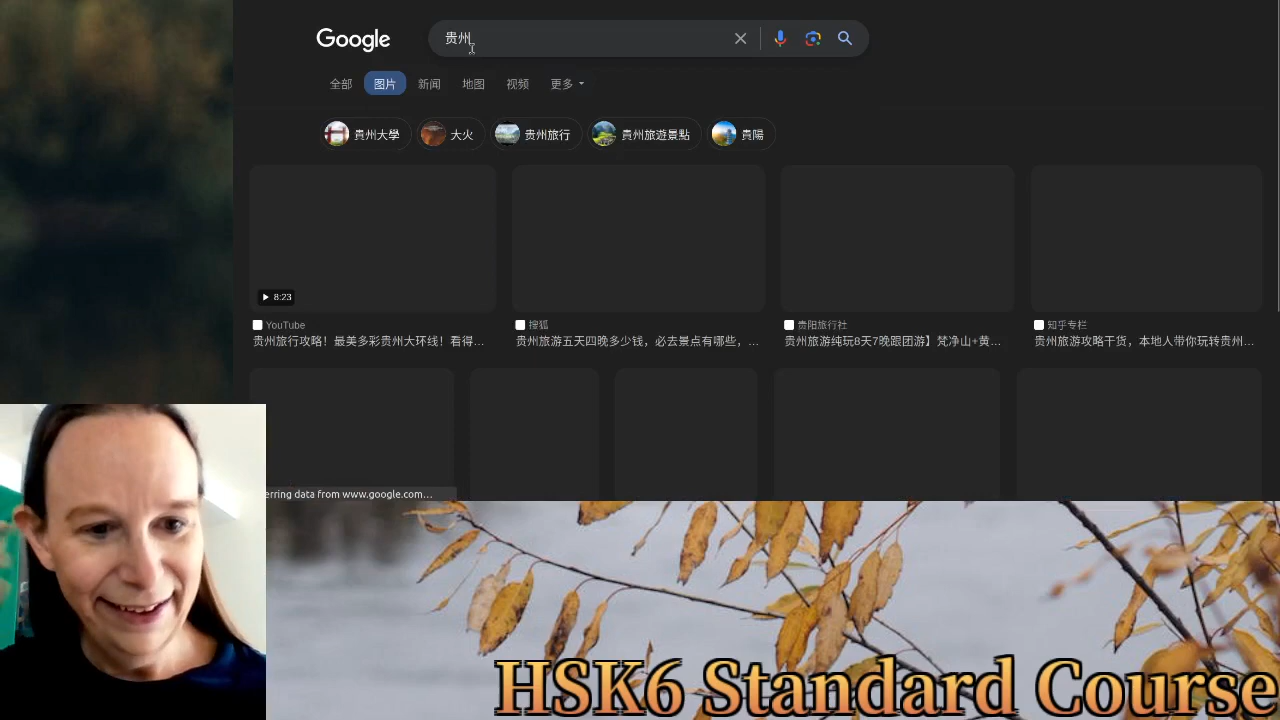 Google 贵州
全部 图片 新闻 地图 视频 更多
貴州大學 大火 贵州旅行 貴州旅遊景點 貴陽
8:23
YouTube 搜狐 贵阳旅行社 知乎专栏
贵州旅行攻略！最美多彩贵州大环线！看得... 贵州旅游五天四晚多少钱，必去景点有哪些，... 贵州旅游纯玩8天7晚跟团游】梵净山+黄... 贵州旅游攻略干货，本地人带你玩转贵州...
erring data from www.google.com...
HSK6 Standard Course